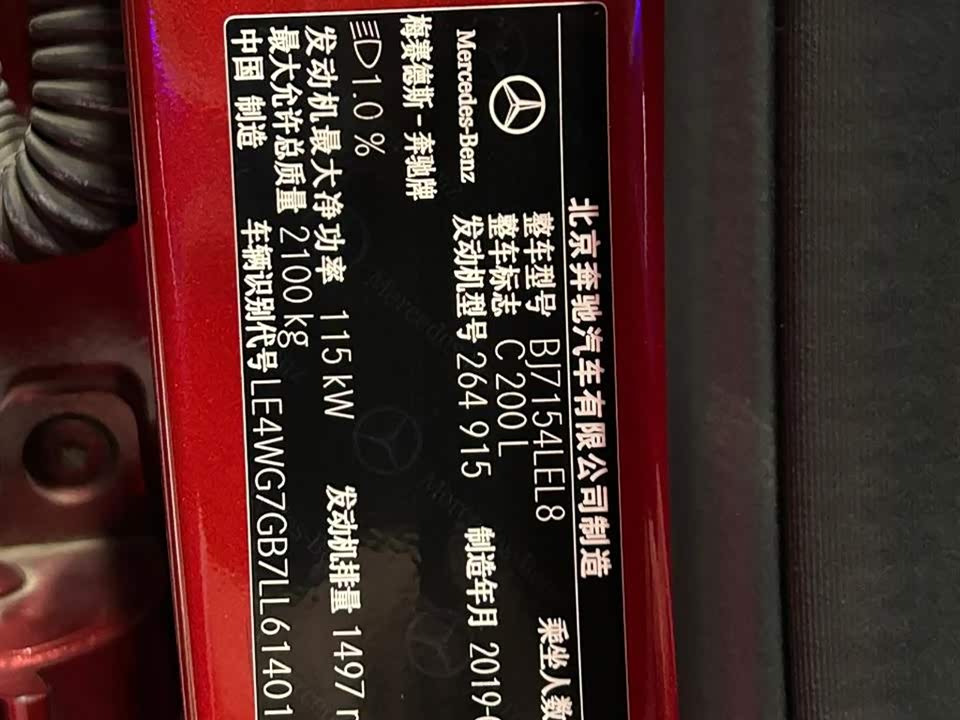 北京奔驰汽车有限公司制造
Mercedes-Benz
梅赛德斯-奔驰牌
整车型号 BJ7154LEL8 乘坐人数
整车标志 C 200 L
发动机型号 264 915 制造年月 2019-
1.0 %
发动机最大净功率 115 kW 发动机排量 1497
最大允许总质量 2100 kg
中国 制造 车辆识别代号 LE4WG7GB7LL61401